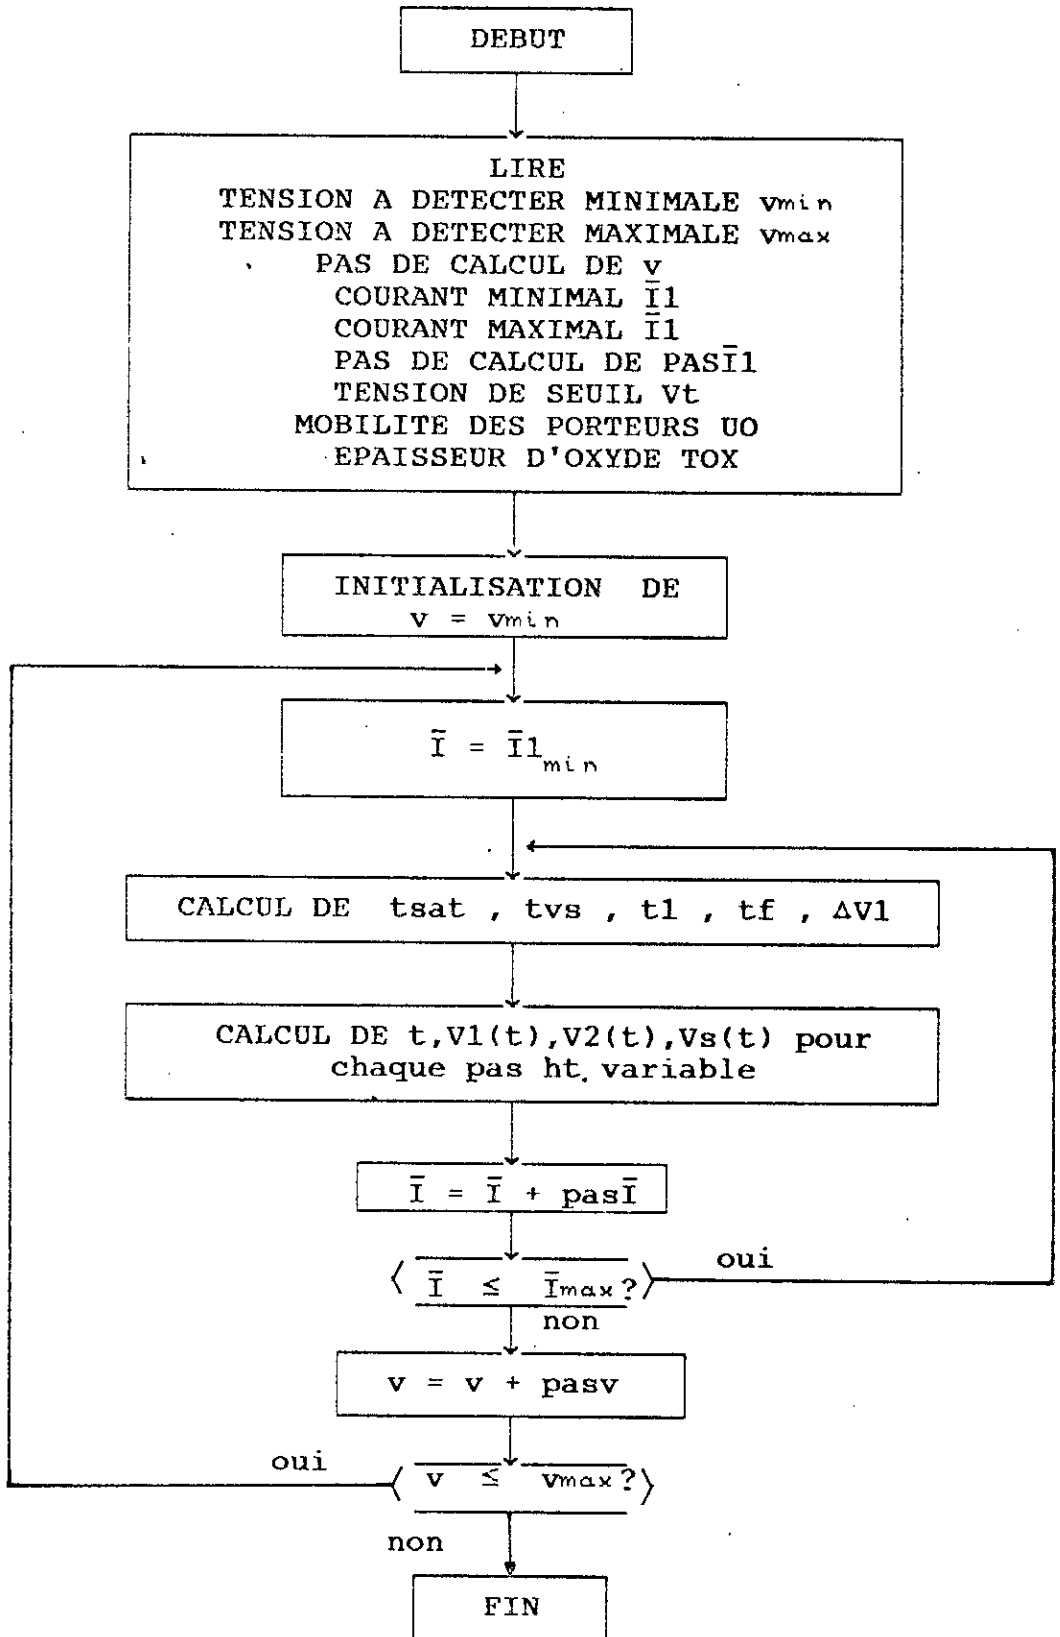 DEBUT
LIRE
TENSION A DETECTER MINIMALE vmin
TENSION A DETECTER MAXIMALE vmax
PAS DE CALCUL DE v
COURANT MINIMAL Ī1
COURANT MAXIMAL Ī1
PAS DE CALCUL DE PASĪ1
TENSION DE SEUIL Vt
MOBILITE DES PORTEURS UO
EPAISSEUR D'OXYDE TOX
INITIALISATION DE
v = vmin
Ī = Ī1min
CALCUL DE tsat , tvs , t1 , tf , ΔV1
CALCUL DE t,V1(t),V2(t),Vs(t) pour
chaque pas ht. variable
Ī = Ī + pasĪ
Ī ≤ Īmax?
oui
non
v = v + pasv
oui
v ≤ vmax?
non
FIN